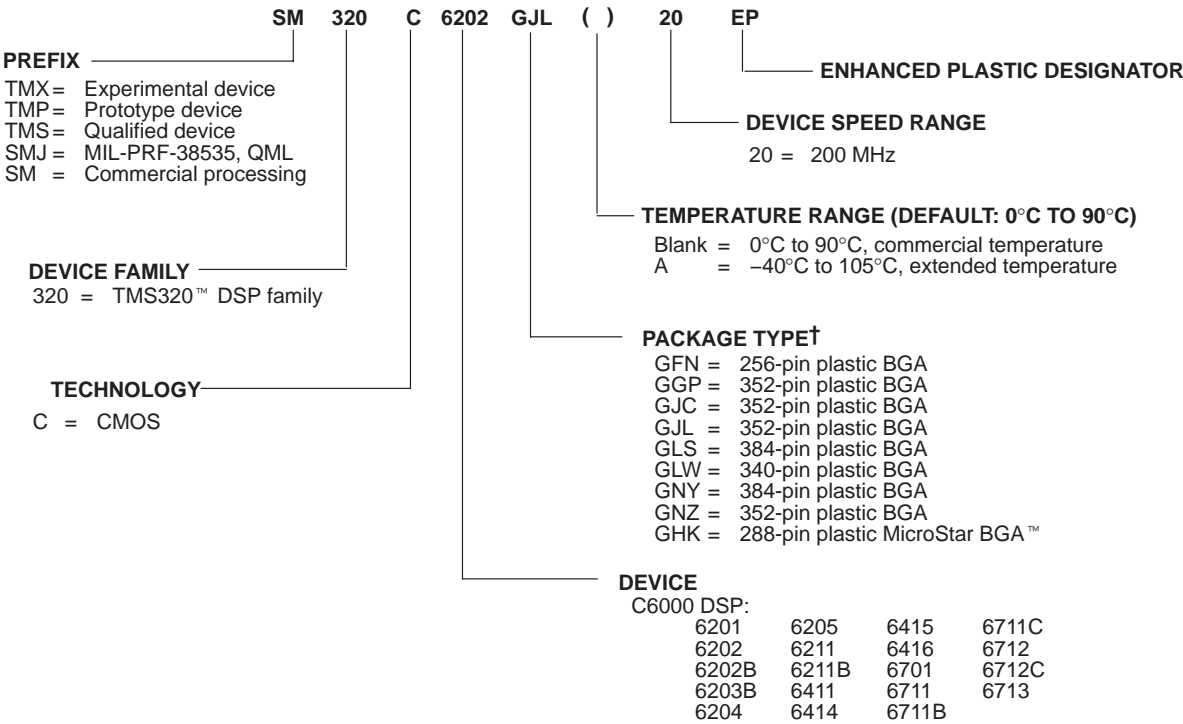 SM 320 C 6202 GJL ( ) 20 EP
PREFIX
TMX = Experimental device
TMP = Prototype device
TMS = Qualified device
SMJ = MIL-PRF-38535, QML
SM = Commercial processing
ENHANCED PLASTIC DESIGNATOR
DEVICE SPEED RANGE
20 = 200 MHz
TEMPERATURE RANGE (DEFAULT: 0°C TO 90°C)
Blank = 0°C to 90°C, commercial temperature
A = −40°C to 105°C, extended temperature
DEVICE FAMILY
320 = TMS320™ DSP family
PACKAGE TYPE†
GFN = 256-pin plastic BGA
GGP = 352-pin plastic BGA
GJC = 352-pin plastic BGA
GJL = 352-pin plastic BGA
GLS = 384-pin plastic BGA
GLW = 340-pin plastic BGA
GNY = 384-pin plastic BGA
GNZ = 352-pin plastic BGA
GHK = 288-pin plastic MicroStar BGA™
TECHNOLOGY
C = CMOS
DEVICE
C6000 DSP:
6201 6205 6415 6711C
6202 6211 6416 6712
6202B 6211B 6701 6712C
6203B 6411 6711 6713
6204 6414 6711B